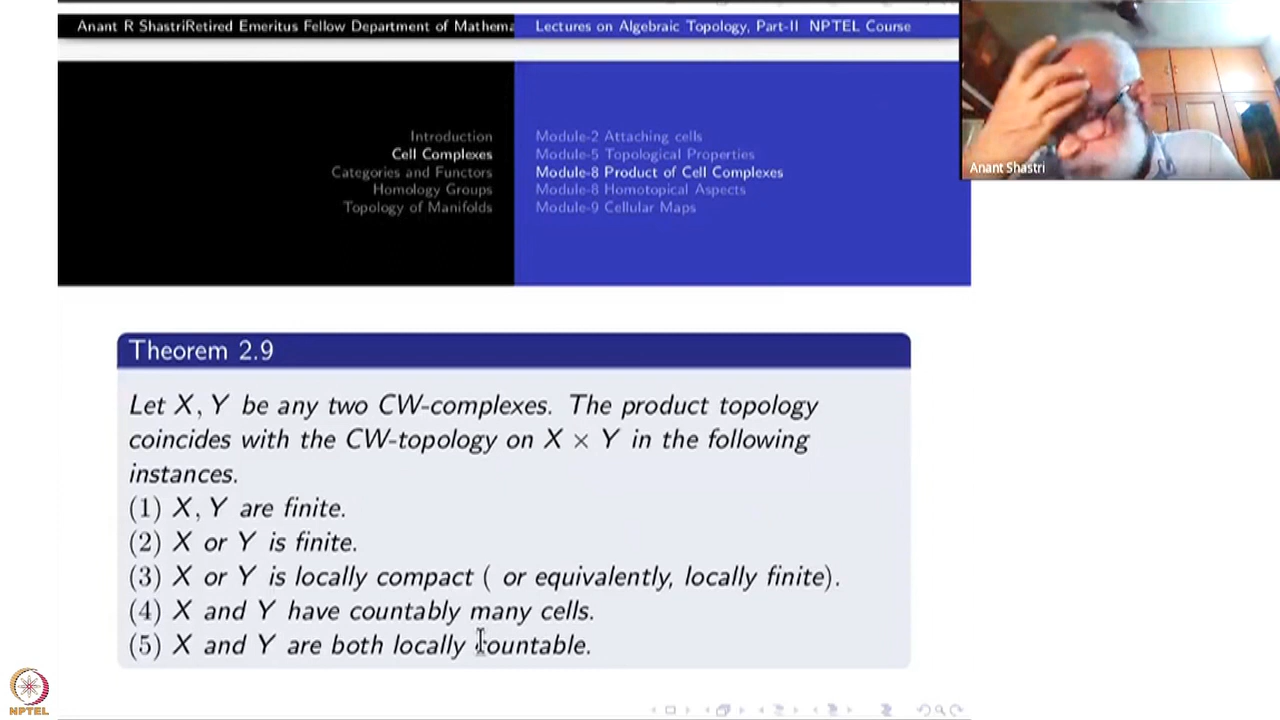 Anant R ShastriRetired Emeritus Fellow Department of Mathema
Lectures on Algebraic Topology, Part-II NPTEL Course
Introduction
Cell Complexes
Categories and Functors
Homology Groups
Topology of Manifolds
Module-2 Attaching cells
Module-5 Topological Properties
Module-8 Product of Cell Complexes
Module-8 Homotopical Aspects
Module-9 Cellular Maps
Anant Shastri
Theorem 2.9
Let X, Y be any two CW-complexes. The product topology
coincides with the CW-topology on X × Y in the following
instances.
(1) X, Y are finite.
(2) X or Y is finite.
(3) X or Y is locally compact ( or equivalently, locally finite).
(4) X and Y have countably many cells.
(5) X and Y are both locally countable.
NPTEL